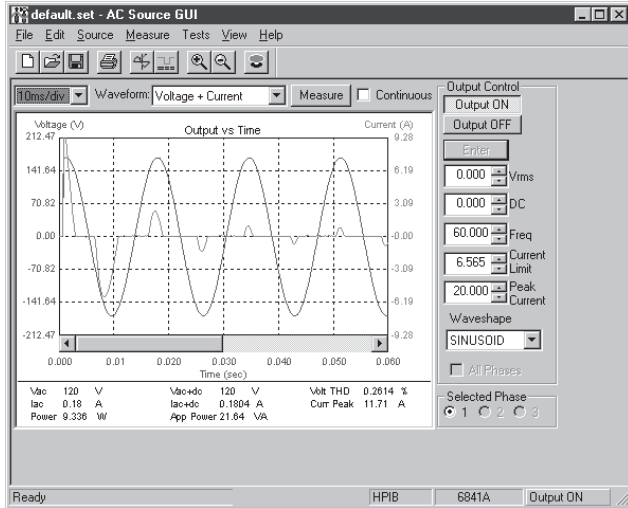 default.set - AC Source GUI
File Edit Source Measure Tests View Help
10ms/div Waveform: Voltage + Current Measure Continuous
Output Control
Output ON
Output OFF
Enter
0.000 Vrms
0.000 DC
60.000 Freq
6.565 Current Limit
20.000 Peak Current
Waveshape
SINUSOID
All Phases
Selected Phase
1 2 3
Voltage (V) Output vs Time Current (A)
212.47 9.28
141.64 6.19
70.82 3.09
0.00 -0.00
-70.82 -3.09
-141.64 -6.19
-212.47 -9.28
0.000 0.01 0.020 0.030 0.040 0.050 0.060
Time (sec)
Vac 120 V Vac+dc 120 V Volt THD 0.2614 %
Iac 0.18 A Iac+dc 0.1804 A Curr Peak 11.71 A
Power 9.336 W App Power 21.64 VA
Ready HPIB 6841A Output ON